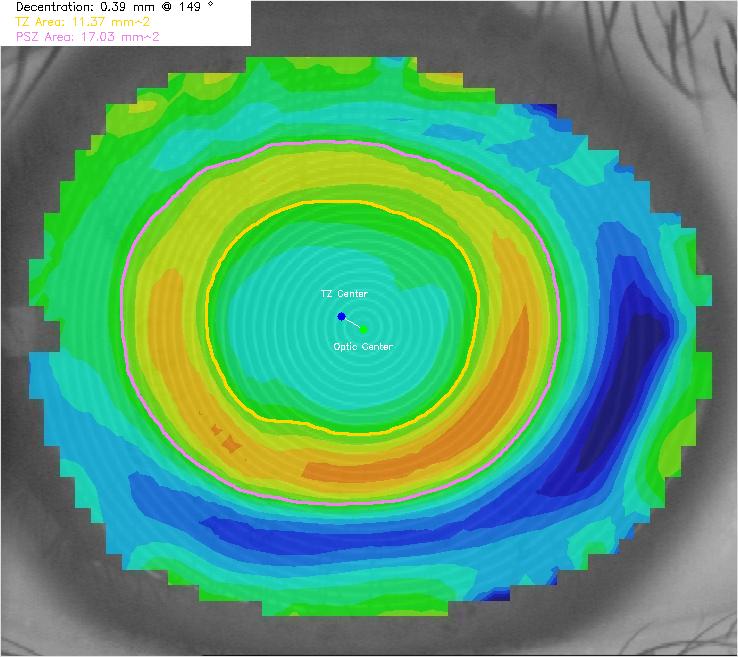 Decentration: 0.39 mm @ 149 °
TZ Area: 11.37 mm~2
PSZ Area: 17.03 mm~2
TZ Center
Optic Center